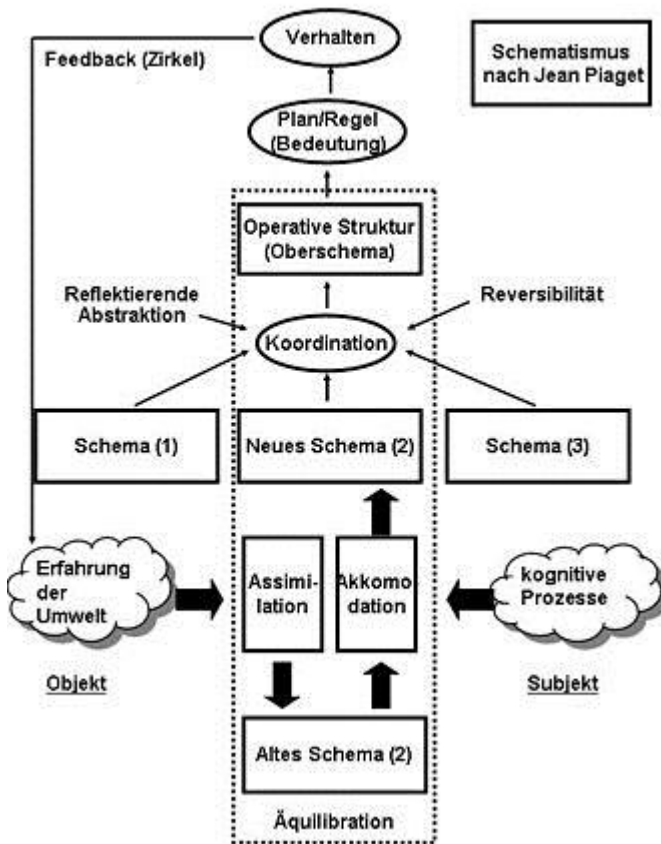 Verhalten
Feedback (Zirkel)
Schematismus
nach Jean Piaget
Plan/Regel
(Bedeutung)
Operative Struktur
(Oberschema)
Reflektierende
Abstraktion
Reversibilität
Koordination
Schema (1)
Neues Schema (2)
Schema (3)
Erfahrung
der
Umwelt
Assimi-
lation
Akkomo-
dation
kognitive
Prozesse
Objekt
Subjekt
Altes Schema (2)
Äquilibration